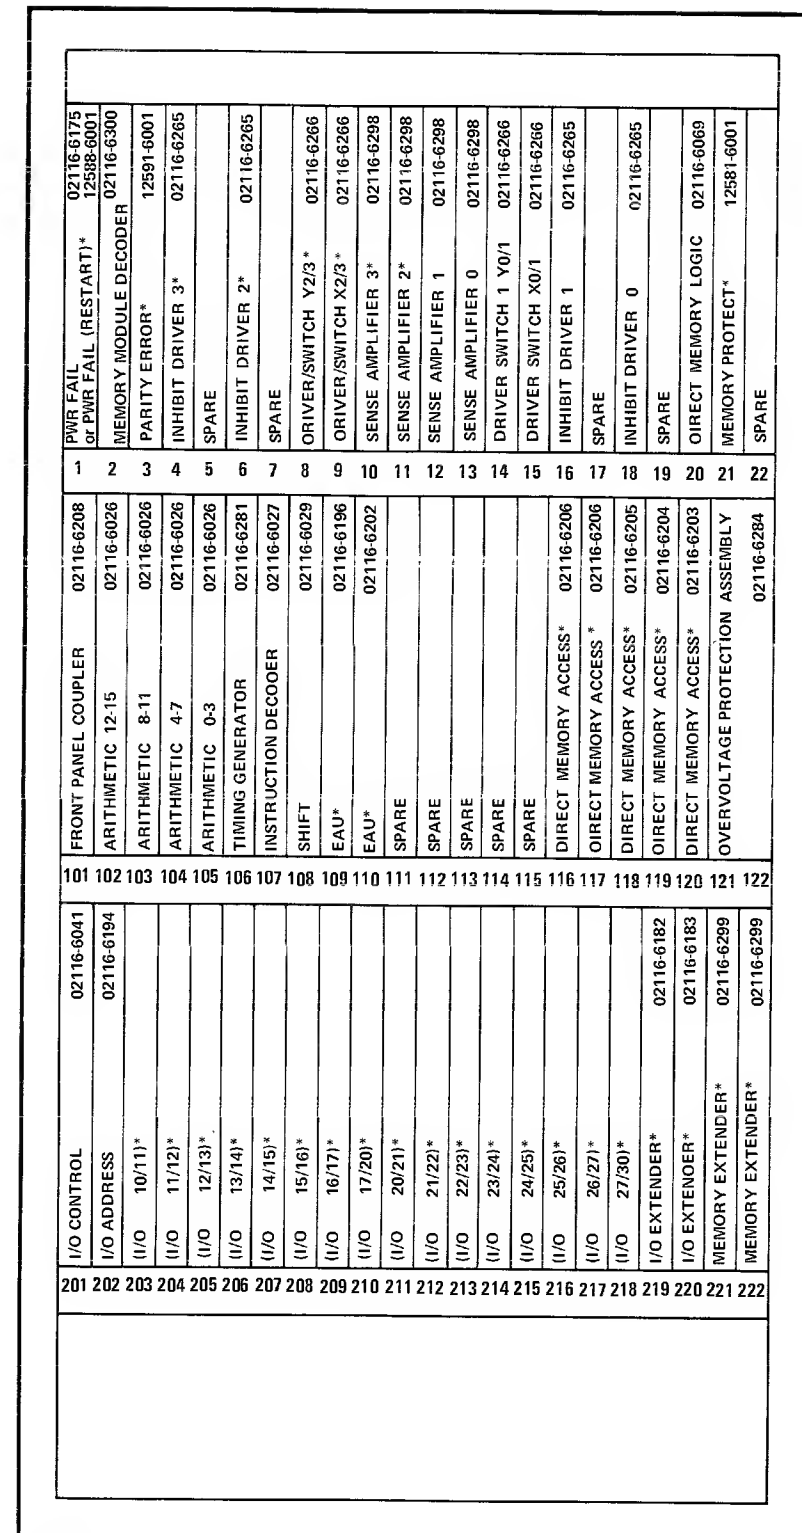 1 PWR FAIL 02116-6175
or PWR FAIL (RESTART)* 12588-6001
2 MEMORY MODULE DECODER 02116-6300
3 PARITY ERROR* 12591-6001
4 INHIBIT DRIVER 3* 02116-6265
5 SPARE
6 INHIBIT DRIVER 2* 02116-6265
7 SPARE
8 ORIVER/SWITCH Y2/3* 02116-6266
9 ORIVER/SWITCH X2/3* 02116-6266
10 SENSE AMPLIFIER 3* 02116-6298
11 SENSE AMPLIFIER 2* 02116-6298
12 SENSE AMPLIFIER 1 02116-6298
13 SENSE AMPLIFIER 0 02116-6298
14 DRIVER SWITCH 1 Y0/1 02116-6266
15 DRIVER SWITCH X0/1 02116-6266
16 INHIBIT DRIVER 1 02116-6265
17 SPARE
18 INHIBIT DRIVER 0 02116-6265
19 SPARE
20 OIRECT MEMORY LOGIC 02116-6069
21 MEMORY PROTECT* 12581-6001
22 SPARE
101 FRONT PANEL COUPLER 02116-6208
102 ARITHMETIC 12-15 02116-6026
103 ARITHMETIC 8-11 02116-6026
104 ARITHMETIC 4-7 02116-6026
105 ARITHMETIC 0-3 02116-6026
106 TIMING GENERATOR 02116-6281
107 INSTRUCTION DECOOER 02116-6027
108 SHIFT 02116-6029
109 EAU* 02116-6196
110 EAU* 02116-6202
111 SPARE
112 SPARE
113 SPARE
114 SPARE
115 SPARE
116 DIRECT MEMORY ACCESS* 02116-6206
117 OIRECT MEMORY ACCESS * 02116-6206
118 DIRECT MEMORY ACCESS* 02116-6205
119 OIRECT MEMORY ACCESS* 02116-6204
120 DIRECT MEMORY ACCESS* 02116-6203
121 OVERVOLTAGE PROTECTION ASSEMBLY
122 02116-6284
201 I/O CONTROL 02116-6041
202 I/O ADDRESS 02116-6194
203 (I/O 10/11)*
204 (I/O 11/12)*
205 (I/O 12/13)*
206 (I/O 13/14)*
207 (I/O 14/15)*
208 (I/O 15/16)*
209 (I/O 16/17)*
210 (I/O 17/20)*
211 (I/O 20/21)*
212 (I/O 21/22)*
213 (I/O 22/23)*
214 (I/O 23/24)*
215 (I/O 24/25)*
216 (I/O 25/26)*
217 (I/O 26/27)*
218 (I/O 27/30)*
219 I/O EXTENDER* 02116-6182
220 I/O EXTENOER* 02116-6183
221 MEMORY EXTENDER* 02116-6299
222 MEMORY EXTENDER* 02116-6299